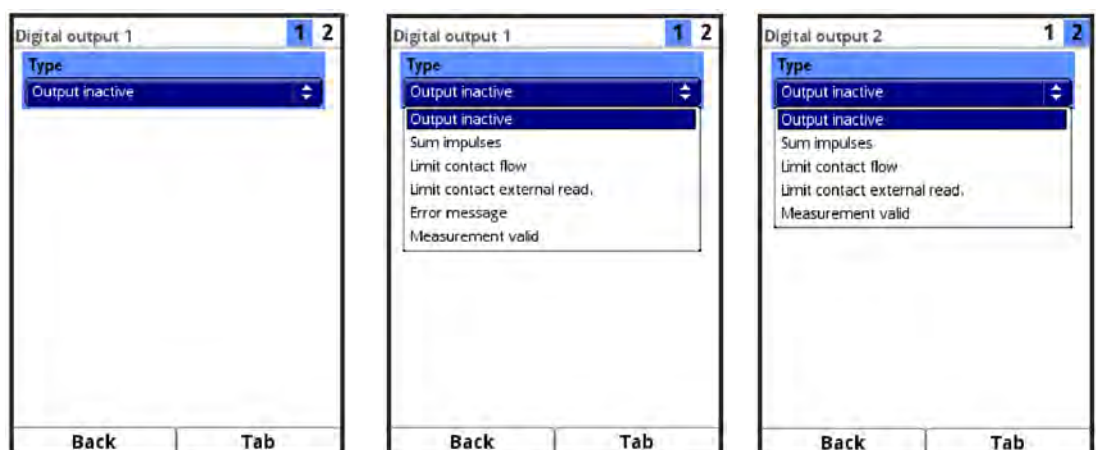 Digital output 1 1 2
Type
Output inactive
Back Tab
Digital output 1 1 2
Type
Output inactive
Output inactive
Sum impulses
Limit contact flow
Limit contact external read.
Error message
Measurement valid
Back Tab
Digital output 2 1 2
Type
Output inactive
Output inactive
Sum impulses
Limit contact flow
Limit contact external read.
Measurement valid
Back Tab